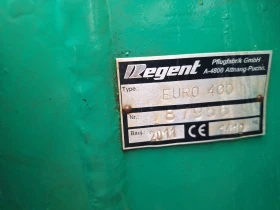 Regent
Pflugfabrik GmbH
A-4800 Attnang-Puchh.
Type
EURO 400
Nr.
Bauj.
2011 CE